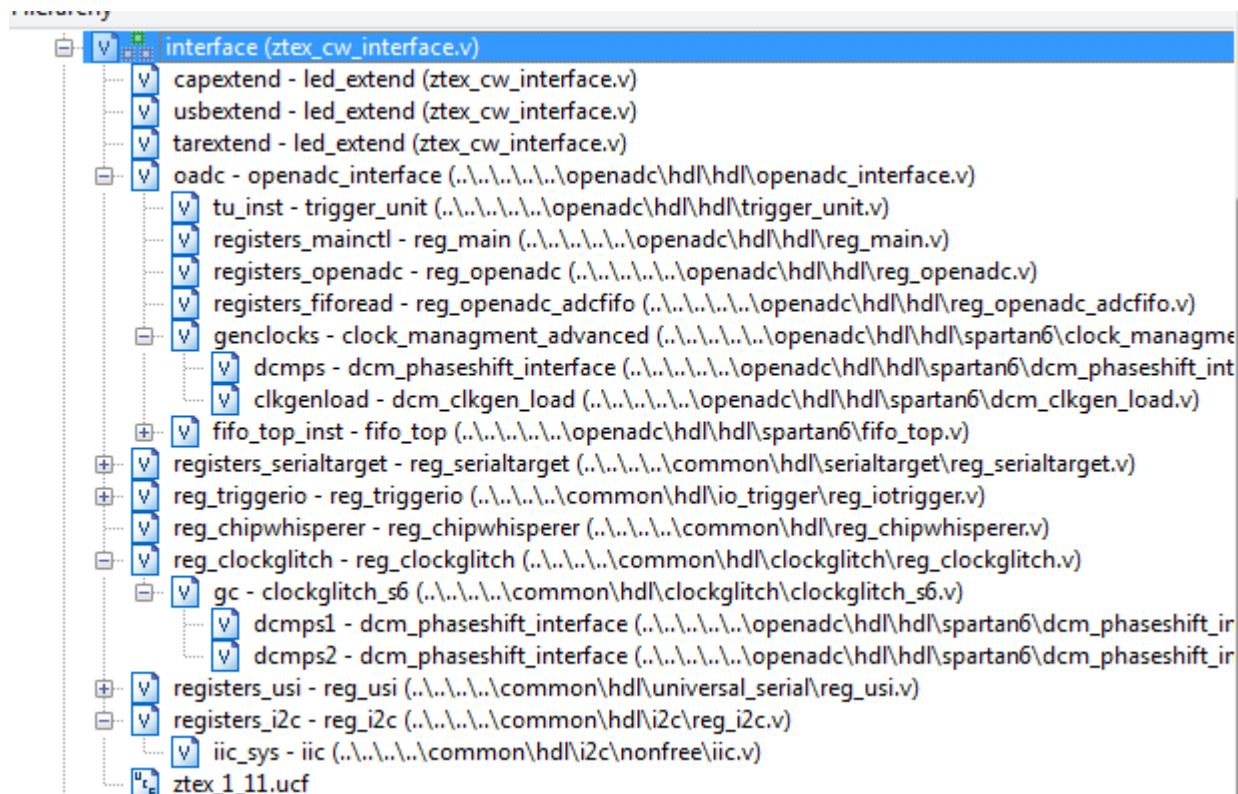 Hierarchy
interface (ztex_cw_interface.v)
capextend - led_extend (ztex_cw_interface.v)
usbextend - led_extend (ztex_cw_interface.v)
tarextend - led_extend (ztex_cw_interface.v)
oadc - openadc_interface (..\..\..\..\..\openadc\hdl\hdl\openadc_interface.v)
tu_inst - trigger_unit (..\..\..\..\..\openadc\hdl\hdl\trigger_unit.v)
registers_mainctl - reg_main (..\..\..\..\..\openadc\hdl\hdl\reg_main.v)
registers_openadc - reg_openadc (..\..\..\..\..\openadc\hdl\hdl\reg_openadc.v)
registers_fiforead - reg_openadc_adcfifo (..\..\..\..\..\openadc\hdl\hdl\reg_openadc_adcfifo.v)
genclocks - clock_managment_advanced (..\..\..\..\..\openadc\hdl\hdl\spartan6\clock_managme
dcmps - dcm_phaseshift_interface (..\..\..\..\..\openadc\hdl\hdl\spartan6\dcm_phaseshift_int
clkgenload - dcm_clkgen_load (..\..\..\..\..\openadc\hdl\hdl\spartan6\dcm_clkgen_load.v)
fifo_top_inst - fifo_top (..\..\..\..\..\openadc\hdl\hdl\spartan6\fifo_top.v)
registers_serialtarget - reg_serialtarget (..\..\..\..\common\hdl\serialtarget\reg_serialtarget.v)
reg_triggerio - reg_triggerio (..\..\..\..\common\hdl\io_trigger\reg_iotrigger.v)
reg_chipwhisperer - reg_chipwhisperer (..\..\..\..\common\hdl\reg_chipwhisperer.v)
reg_clockglitch - reg_clockglitch (..\..\..\..\common\hdl\clockglitch\reg_clockglitch.v)
gc - clockglitch_s6 (..\..\..\..\common\hdl\clockglitch\clockglitch_s6.v)
dcmps1 - dcm_phaseshift_interface (..\..\..\..\..\openadc\hdl\hdl\spartan6\dcm_phaseshift_ir
dcmps2 - dcm_phaseshift_interface (..\..\..\..\..\openadc\hdl\hdl\spartan6\dcm_phaseshift_ir
registers_usi - reg_usi (..\..\..\..\common\hdl\universal_serial\reg_usi.v)
registers_i2c - reg_i2c (..\..\..\..\common\hdl\i2c\reg_i2c.v)
iic_sys - iic (..\..\..\..\common\hdl\i2c\nonfree\iic.v)
ztex_1_11.ucf